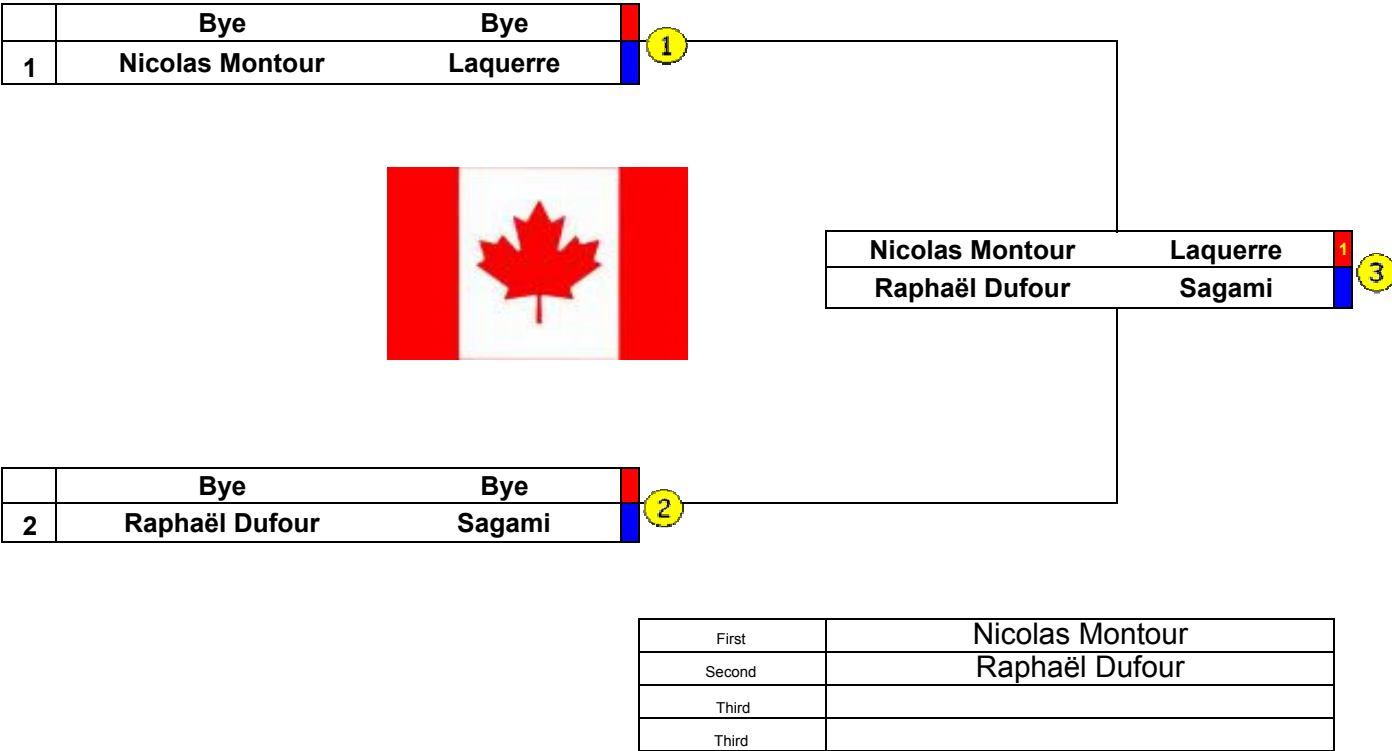 Bye Bye
1 Nicolas Montour Laquerre
1
Nicolas Montour Laquerre 1
Raphaël Dufour Sagami
3
Bye Bye
2 Raphaël Dufour Sagami
2
First Nicolas Montour
Second Raphaël Dufour
Third
Third